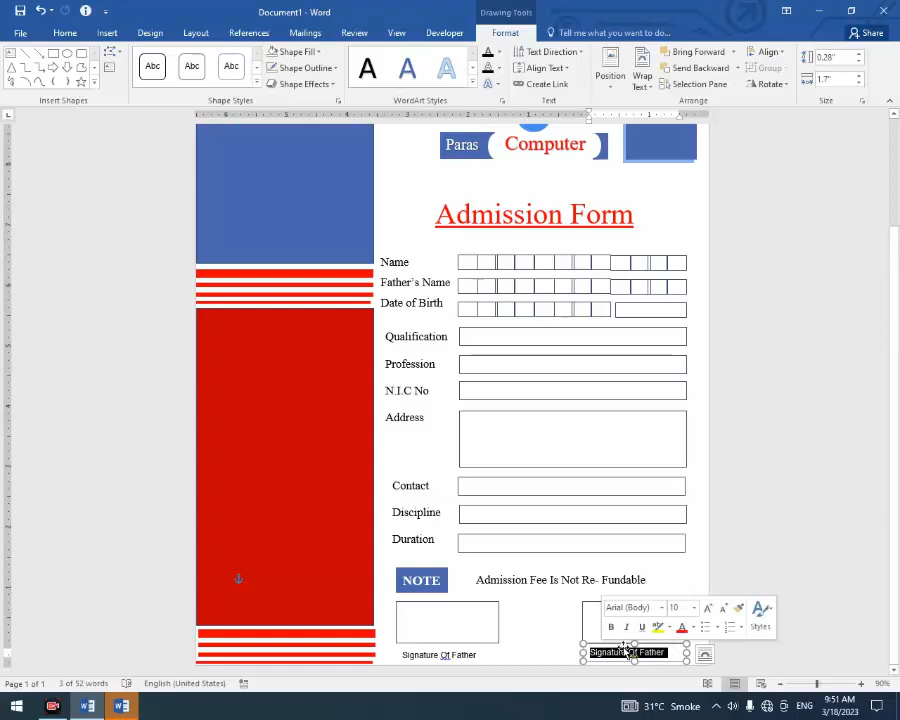 Document1 - Word
Drawing Tools
File
Home
Insert
Design
Layout
References
Mailings
Review
View
Developer
Format
Tell me what you want to do...
Share
Abc
Abc
Abc
Shape Fill
Shape Outline
Shape Effects
A
A
A
Text Direction
Align Text
Create Link
Position
Wrap
Text
Bring Forward
Send Backward
Selection Pane
Align
Group
Rotate
0.28"
1.7"
Insert Shapes
Shape Styles
WordArt Styles
Text
Arrange
Size
Paras
Computer
Admission Form
Name
Father's Name
Date of Birth
Qualification
Profession
N.I.C No
Address
Contact
Discipline
Duration
NOTE
Admission Fee Is Not Re- Fundable
Arial (Body)
10
B
I
U
Styles
Signature Of Father
Signature Of Father
Page 1 of 1
3 of 52 words
English (United States)
90%
31°C Smoke
ENG
9:51 AM
3/18/2023